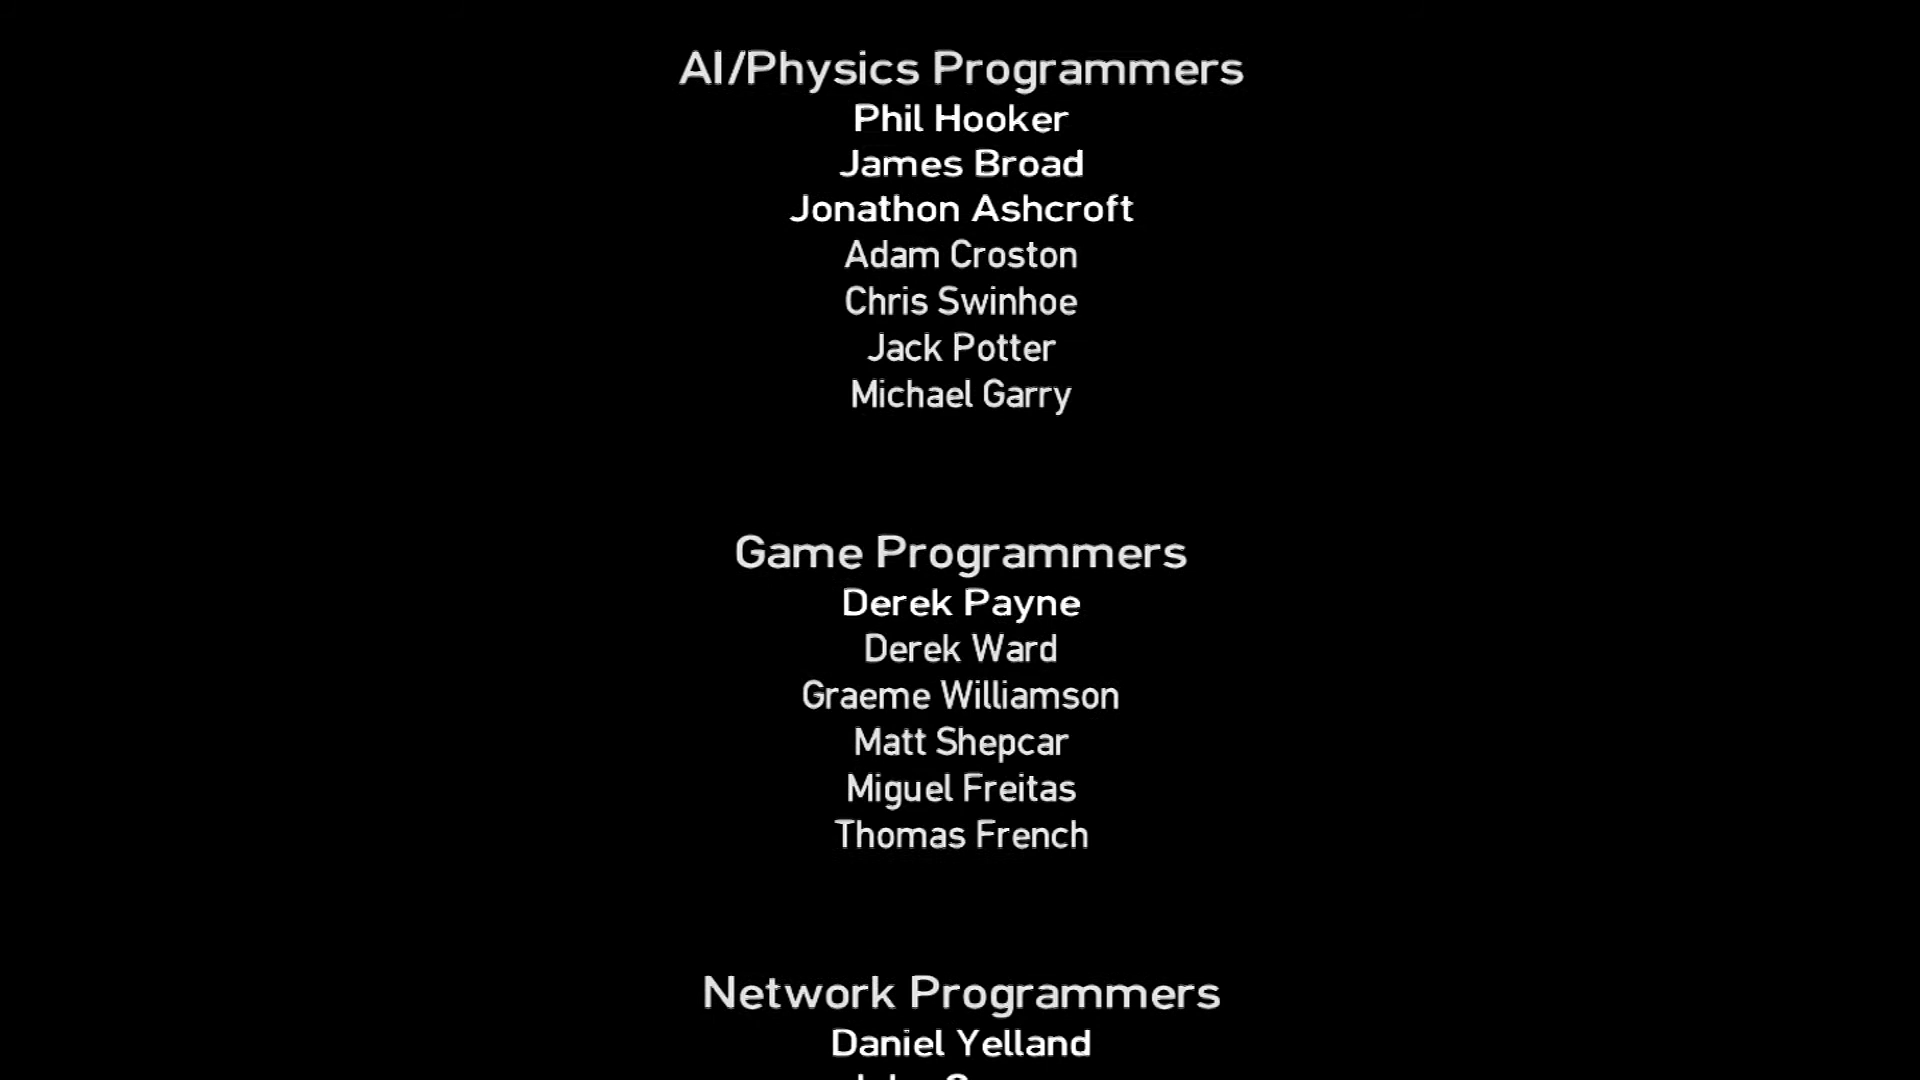 AI/Physics Programmers
Phil Hooker
James Broad
Jonathon Ashcroft
Adam Croston
Chris Swinhoe
Jack Potter
Michael Garry
Game Programmers
Derek Payne
Derek Ward
Graeme Williamson
Matt Shepcar
Miguel Freitas
Thomas French
Network Programmers
Daniel Yelland